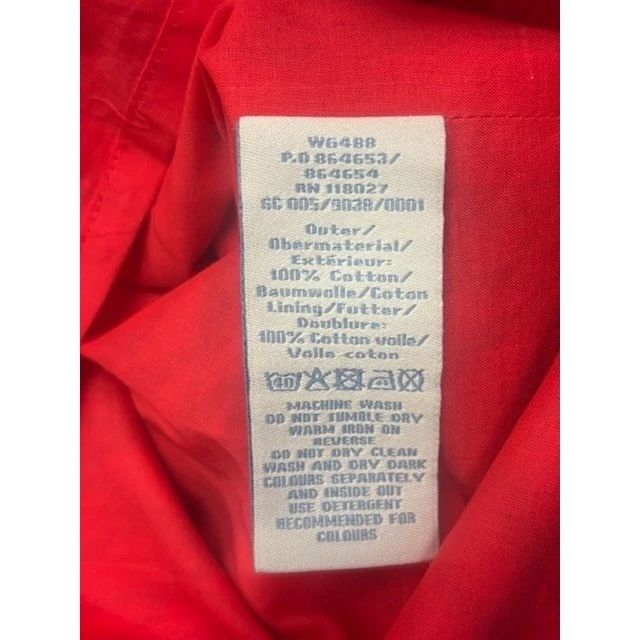 WG488
P.O 864653/
864654
RN 118027
GC 005/9038/0001
Outer/
Obermaterial/
Extérieur:
100% Cotton/
Baumwolle/Coton
Lining/Futter/
Doublure:
100% Cotton voile/
Voile coton
40
MACHINE WASH
DO NOT TUMBLE DRY
WARM IRON ON
REVERSE
DO NOT DRY CLEAN
WASH AND DRY DARK
COLOURS SEPARATELY
AND INSIDE OUT
USE DETERGENT
RECOMMENDED FOR
COLOURS